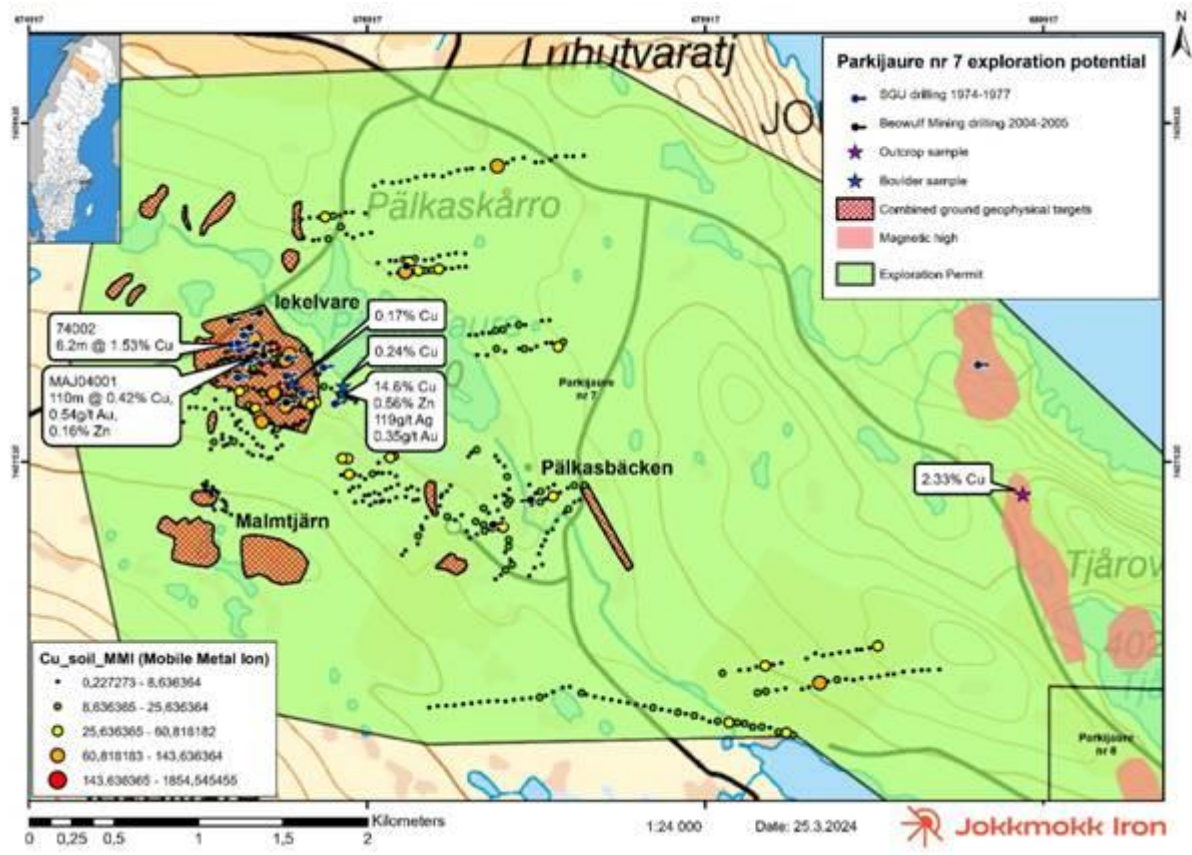 674917
676917
678917
N
Luhutvaratj
Parkijaure nr 7 exploration potential
SGU drilling 1974-1977
Beowulf Mining drilling 2004-2005
Outcrop sample
Boulder sample
Combined ground geophysical targets
Magnetic high
Exploration Permit
JO
Pälkaskårro
Iekelvare
74002
6.2m @ 1.53% Cu
MAJ04001
110m @ 0.42% Cu,
0.54g/t Au,
0.16% Zn
0.17% Cu
0.24% Cu
14.6% Cu
0.56% Zn
119g/t Ag
0.35g/t Au
Parkijaure
nr 7
Pälkasbäcken
2.33% Cu
Malmtjärn
Tjårov
402
Cu_soil_MMI (Mobile Metal Ion)
0,227273 - 8,636364
8,636365 - 25,636364
25,636365 - 60,818182
60,818183 - 143,636364
143,636365 - 1854,545455
Parkijaure
nr 8
Kilometers
0 0,25 0,5 1 1,5 2
1:24 000
Date: 25.3.2024
Jokkmokk Iron